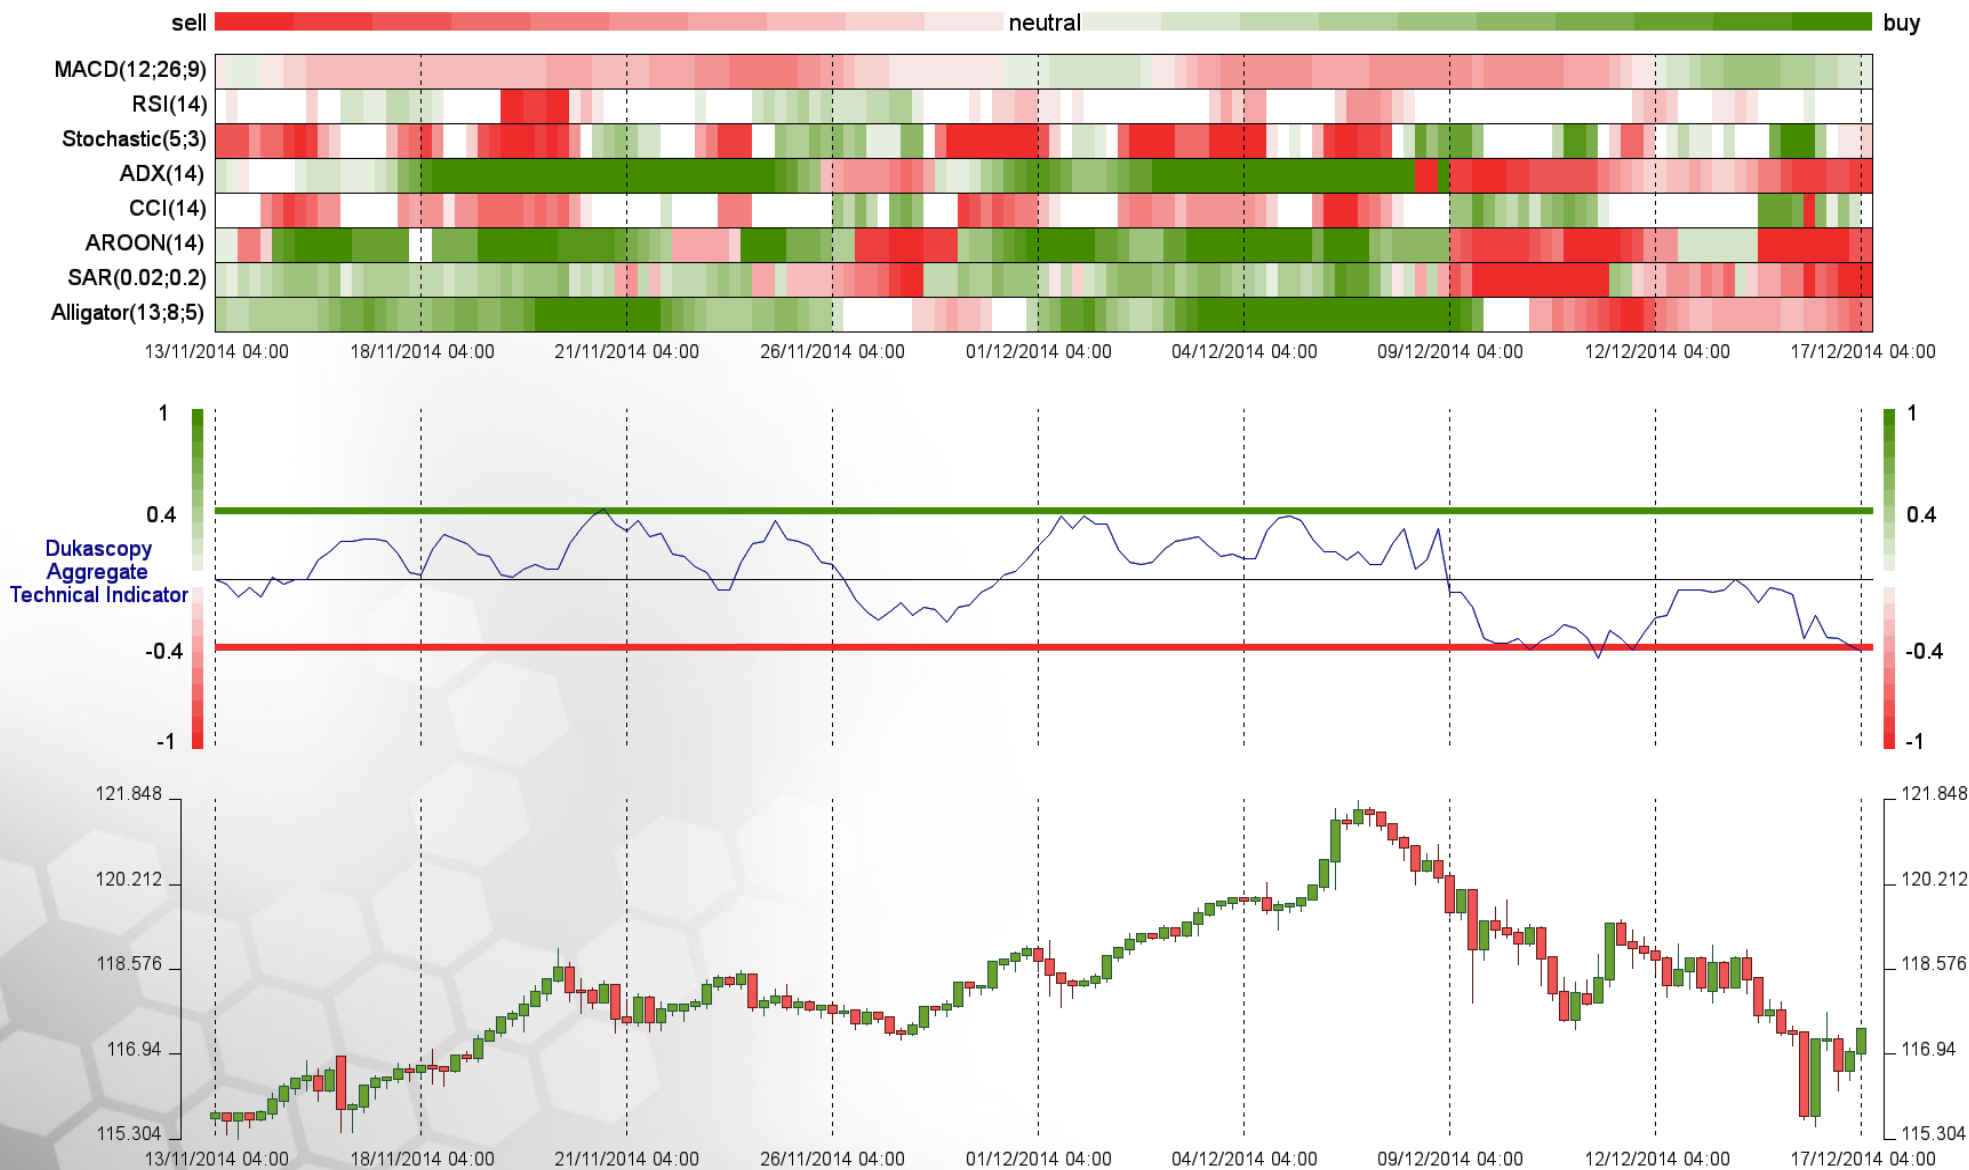 sell neutral buy
MACD(12;26;9)
RSI(14)
Stochastic(5;3)
ADX(14)
CCI(14)
AROON(14)
SAR(0.02;0.2)
Alligator(13;8;5)
13/11/2014 04:00 18/11/2014 04:00 21/11/2014 04:00 26/11/2014 04:00 01/12/2014 04:00 04/12/2014 04:00 09/12/2014 04:00 12/12/2014 04:00 17/12/2014 04:00
1 1
0.4 0.4
Dukascopy
Aggregate
Technical Indicator
-0.4 -0.4
-1 -1
121.848 121.848
120.212 120.212
118.576 118.576
116.94 116.94
115.304 115.304
13/11/2014 04:00 18/11/2014 04:00 21/11/2014 04:00 26/11/2014 04:00 01/12/2014 04:00 04/12/2014 04:00 09/12/2014 04:00 12/12/2014 04:00 17/12/2014 04:00